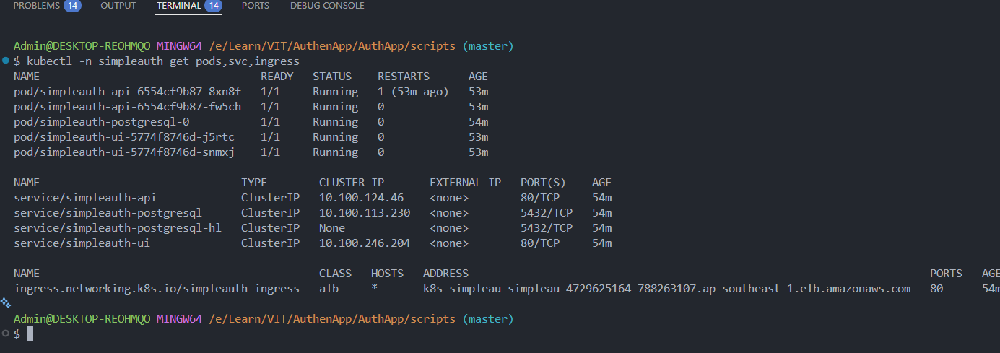 PROBLEMS 14 OUTPUT TERMINAL 14 PORTS DEBUG CONSOLE
Admin@DESKTOP-REOHMQO MINGW64 /e/Learn/VIT/AuthenApp/AuthApp/scripts (master)
$ kubectl -n simpleauth get pods,svc,ingress
NAME READY STATUS RESTARTS AGE
pod/simpleauth-api-6554cf9b87-8xn8f 1/1 Running 1 (53m ago) 53m
pod/simpleauth-api-6554cf9b87-fw5ch 1/1 Running 0 53m
pod/simpleauth-postgresql-0 1/1 Running 0 54m
pod/simpleauth-ui-5774f8746d-j5rtc 1/1 Running 0 53m
pod/simpleauth-ui-5774f8746d-snmxj 1/1 Running 0 53m
NAME TYPE CLUSTER-IP EXTERNAL-IP PORT(S) AGE
service/simpleauth-api ClusterIP 10.100.124.46 <none> 80/TCP 54m
service/simpleauth-postgresql ClusterIP 10.100.113.230 <none> 5432/TCP 54m
service/simpleauth-postgresql-hl ClusterIP None <none> 5432/TCP 54m
service/simpleauth-ui ClusterIP 10.100.246.204 <none> 80/TCP 54m
NAME CLASS HOSTS ADDRESS PORTS AGE
ingress.networking.k8s.io/simpleauth-ingress alb * k8s-simpleau-simpleau-4729625164-788263107.ap-southeast-1.elb.amazonaws.com 80 54m
Admin@DESKTOP-REOHMQO MINGW64 /e/Learn/VIT/AuthenApp/AuthApp/scripts (master)
$